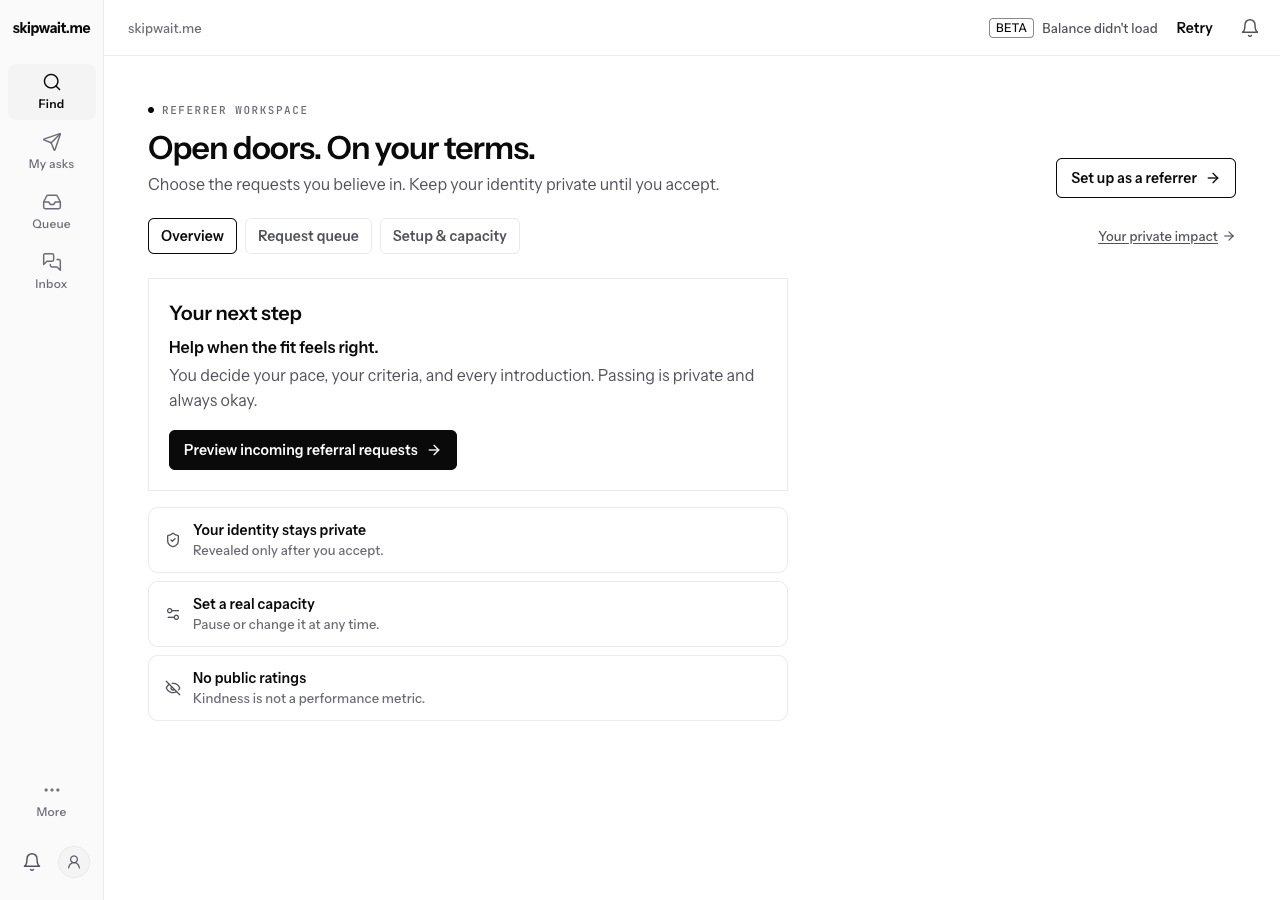 skipwait.me
skipwait.me
BETA Balance didn't load Retry
Find
My asks
Queue
Inbox
REFERRER WORKSPACE
Open doors. On your terms.
Choose the requests you believe in. Keep your identity private until you accept.
Set up as a referrer
Overview Request queue Setup & capacity
Your private impact
Your next step
Help when the fit feels right.
You decide your pace, your criteria, and every introduction. Passing is private and
always okay.
Preview incoming referral requests
Your identity stays private
Revealed only after you accept.
Set a real capacity
Pause or change it at any time.
No public ratings
Kindness is not a performance metric.
More